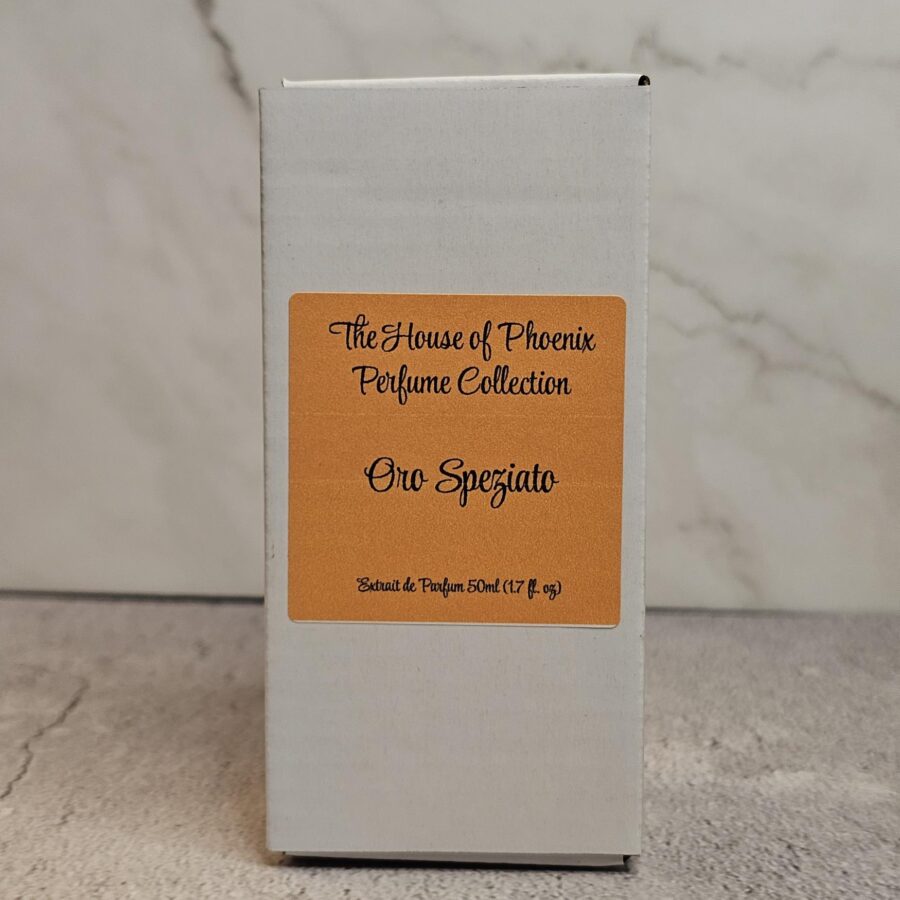 The House of Phoenix
Perfume Collection
Oro Speziato
Extrait de Parfum 50ml (1.7 fl. oz)